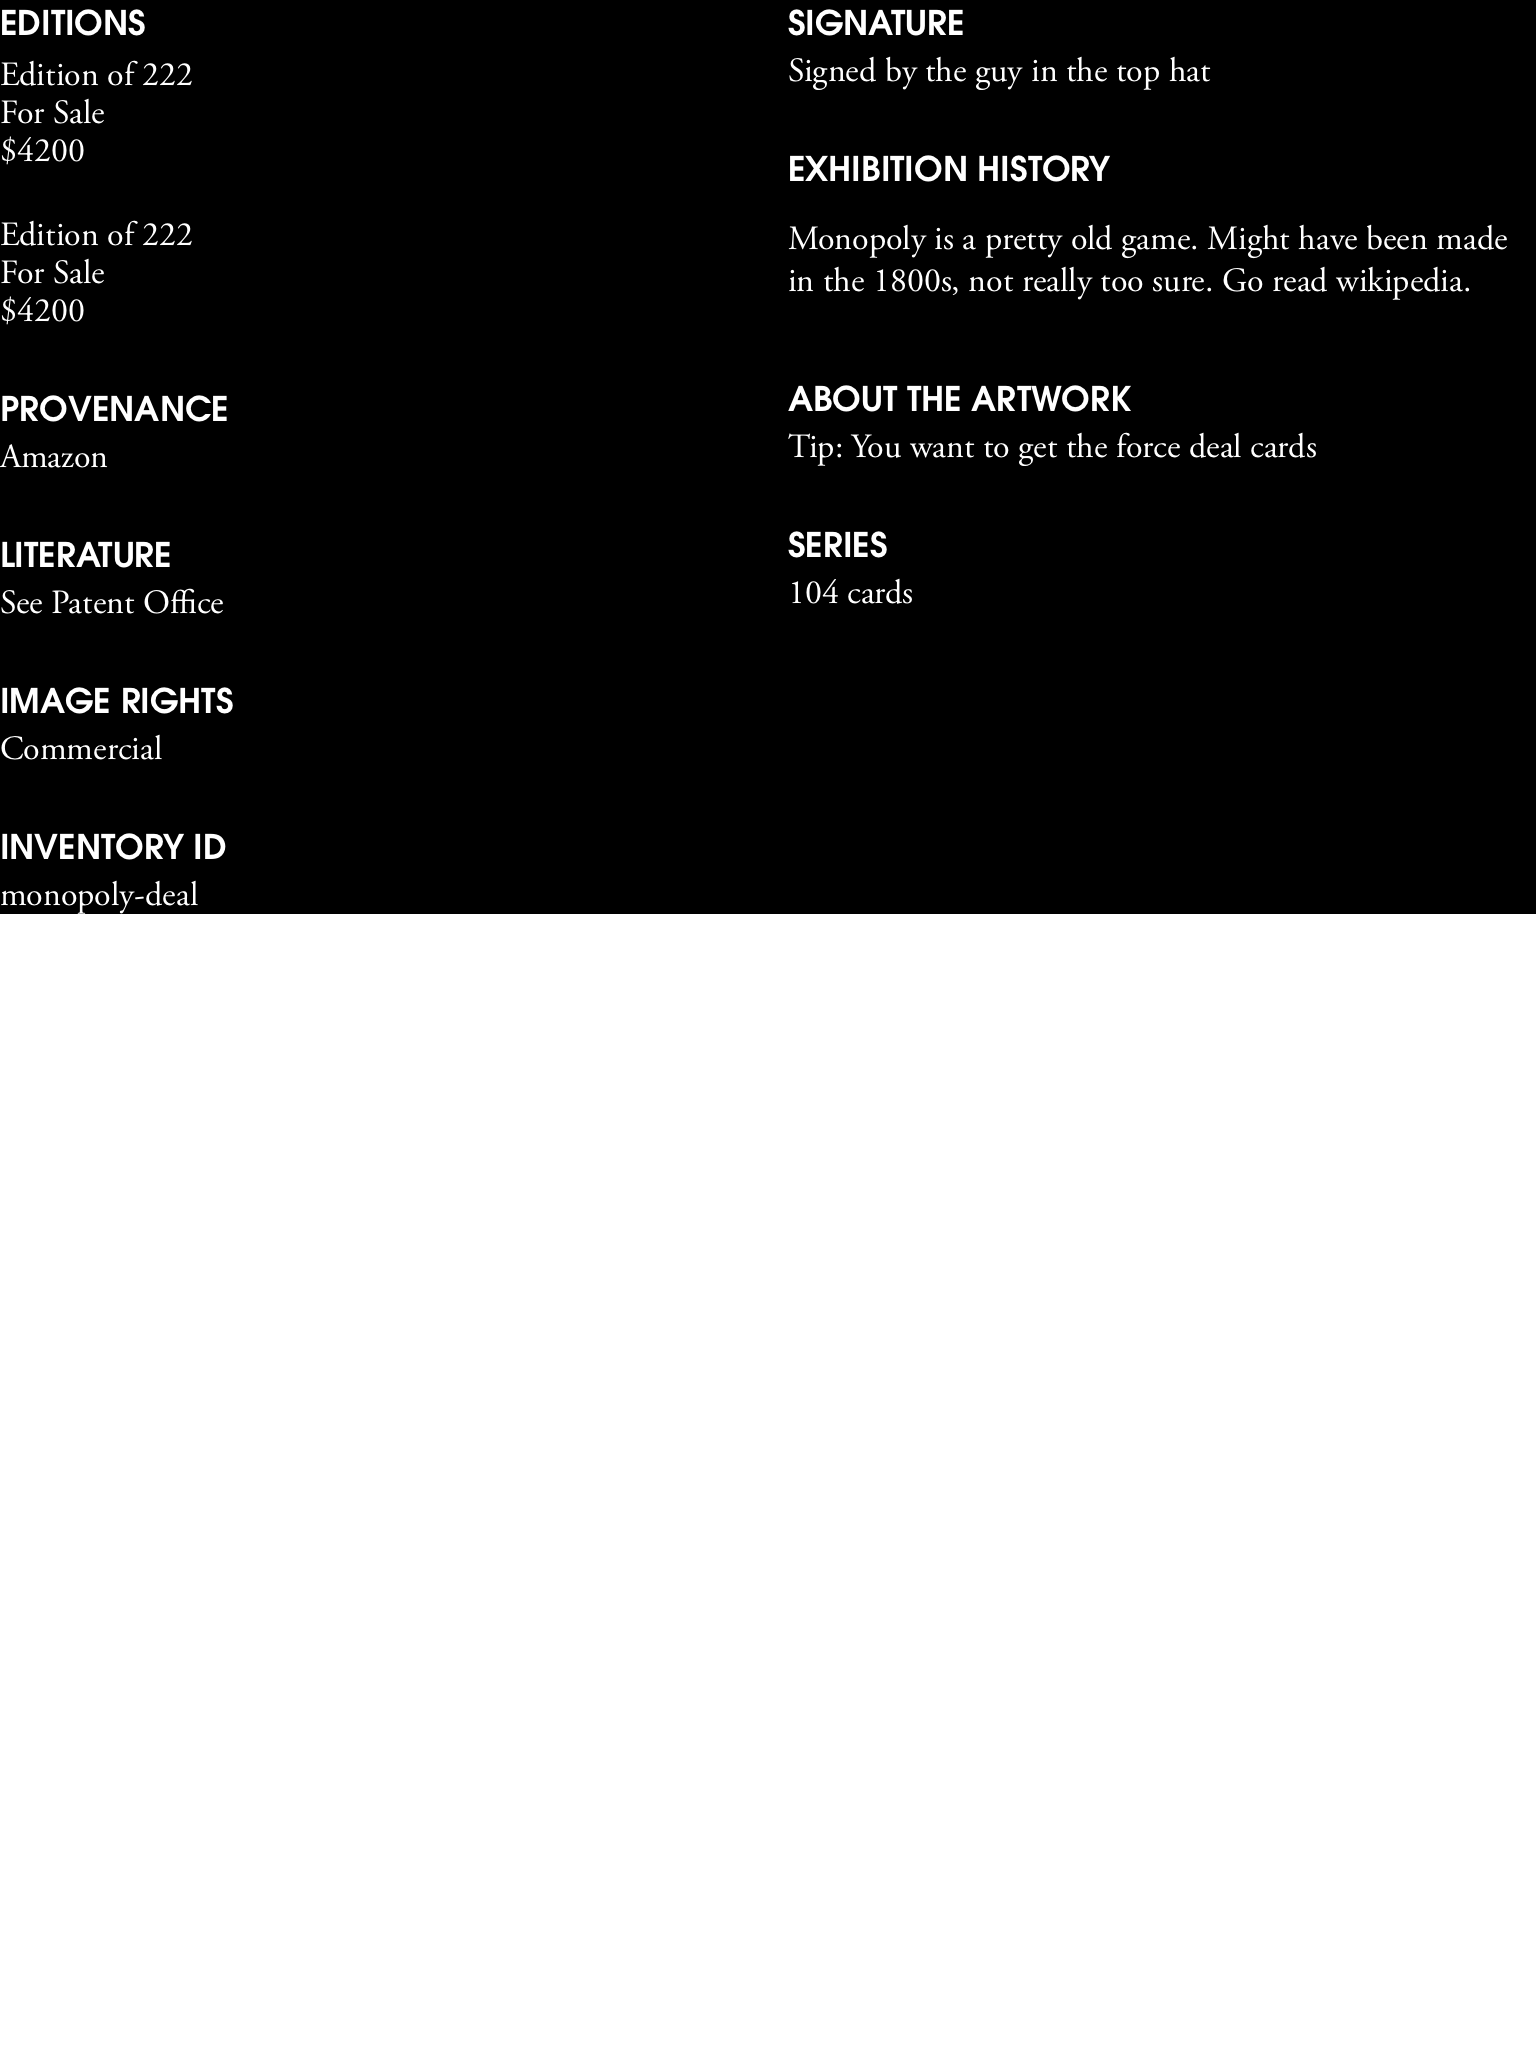 EDITIONS
Edition of 222
For Sale
$4200
Edition of 222
For Sale
$4200
PROVENANCE
Amazon
LITERATURE
See Patent Office
IMAGE RIGHTS
Commercial
INVENTORY ID
monopoly-deal
SIGNATURE
Signed by the guy in the top hat
EXHIBITION HISTORY
Monopoly is a pretty old game. Might have been made
in the 1800s, not really too sure. Go read wikipedia.
ABOUT THE ARTWORK
Tip: You want to get the force deal cards
SERIES
104 cards